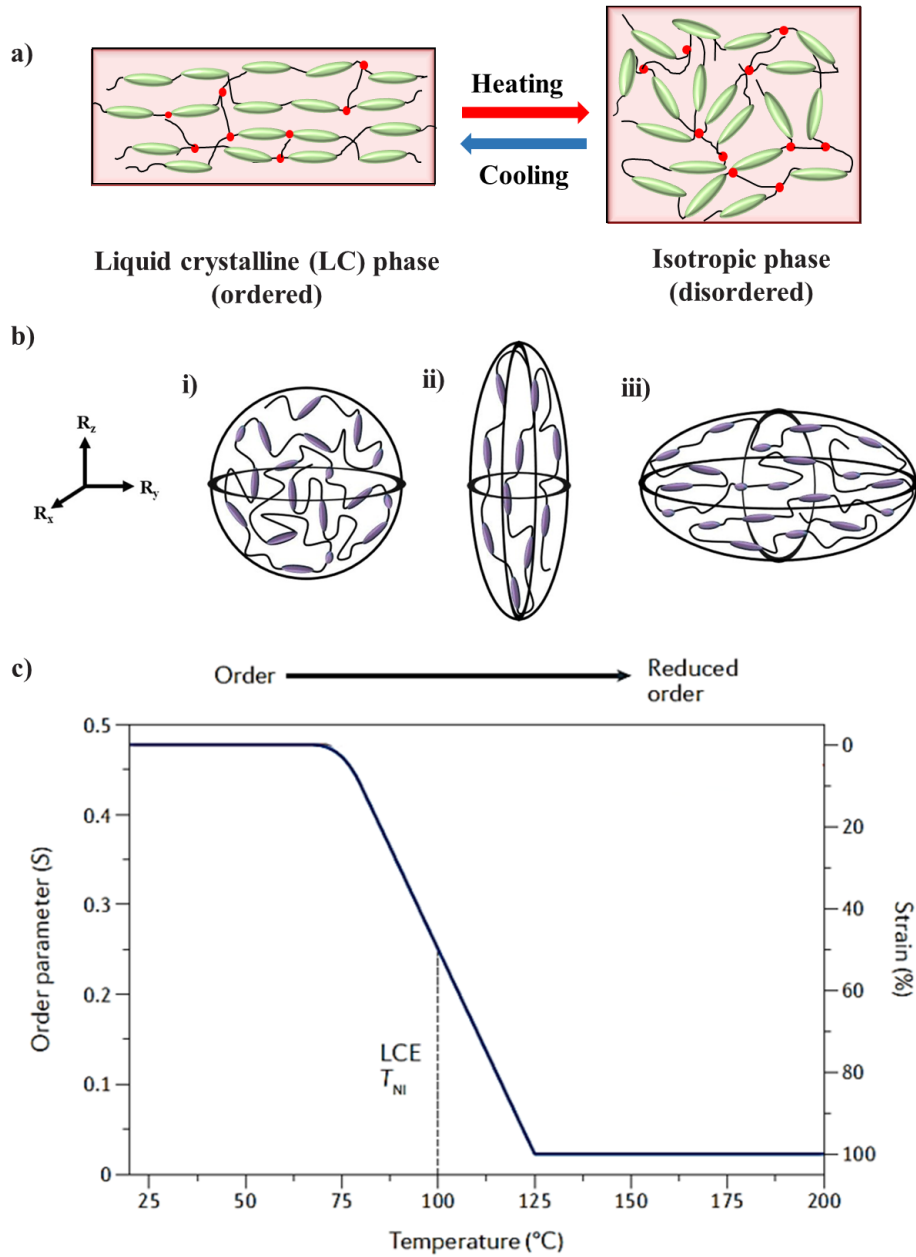 a)
Heating
Cooling
Liquid crystalline (LC) phase
(ordered)
Isotropic phase
(disordered)
b)
i)
ii)
iii)
Rz
Ry
Rx
c)
Order
Reduced
order
0.5
0.4
0.3
0.2
0.1
0
Order parameter (S)
LCE
TNI
0
20
40
60
80
100
Strain (%)
25
50
75
100
125
150
175
200
Temperature (°C)